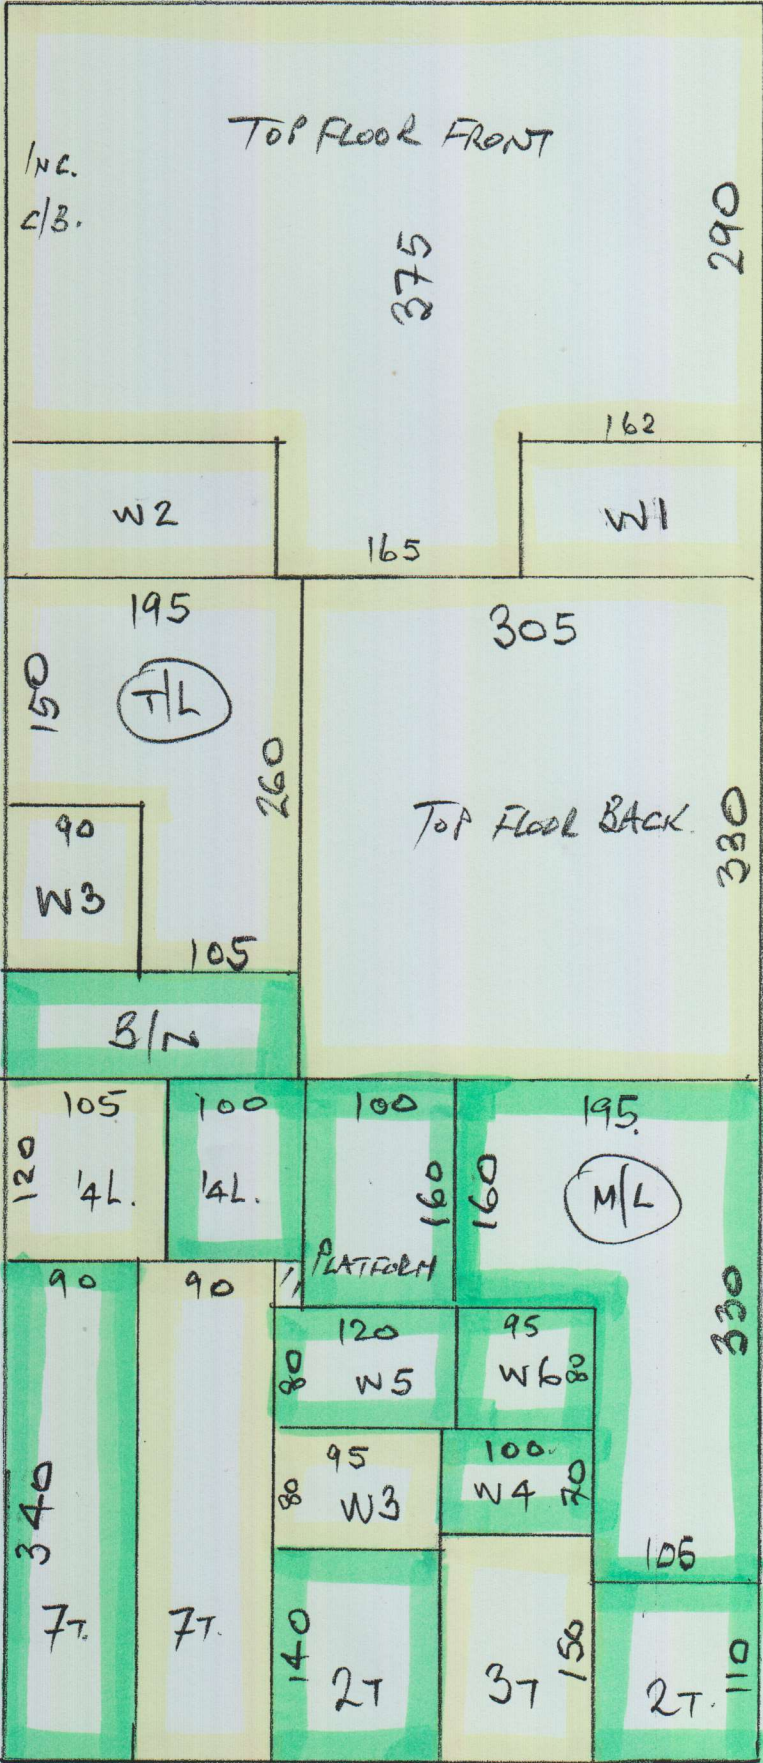 TOP FLOOR FRONT
INC.
C/B.
375
290
162
W2
165
W1
195
305
150
T/L
260
TOP FLOOR BACK.
330
90
W3
105
B/N
105
100
100
195.
120
'4L.
'4L.
160
160
M/L
PLATFORM
90
90
330
120
95
80
W5
W6
80
95
100.
80
W3
W4
70
340
105
7T.
7T.
140
2T
3T
150
2T.
110